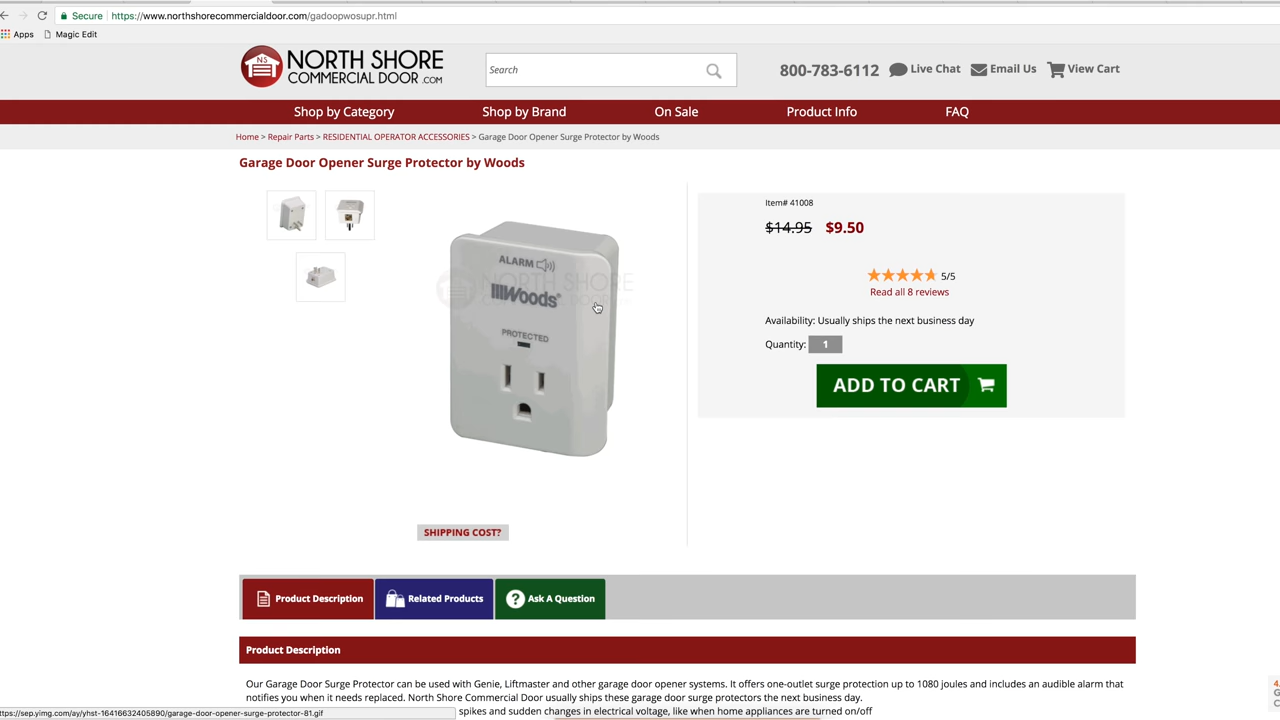 Secure https://www.northshorecommercialdoor.com/gadoopwosupr.html
Apps Magic Edit
NS NORTH SHORE
COMMERCIAL DOOR.COM
Search
800-783-6112 Live Chat Email Us View Cart
Shop by Category Shop by Brand On Sale Product Info FAQ
Home > Repair Parts > RESIDENTIAL OPERATOR ACCESSORIES > Garage Door Opener Surge Protector by Woods
Garage Door Opener Surge Protector by Woods
Item# 41008
$14.95 $9.50
ALARM
NORTH SHORE
COMMERCIAL DOOR
Woods®
PROTECTED
5/5
Read all 8 reviews
Availability: Usually ships the next business day
Quantity: 1
ADD TO CART
SHIPPING COST?
Product Description Related Products Ask A Question
Product Description
Our Garage Door Surge Protector can be used with Genie, Liftmaster and other garage door opener systems. It offers one-outlet surge protection up to 1080 joules and includes an audible alarm that
notifies you when it needs replaced. North Shore Commercial Door usually ships these garage door surge protectors the next business day.
spikes and sudden changes in electrical voltage, like when home appliances are turned on/off
ttps://sep.yimg.com/ay/yhst-16416632405890/garage-door-opener-surge-protector-81.gif
4.
G
C